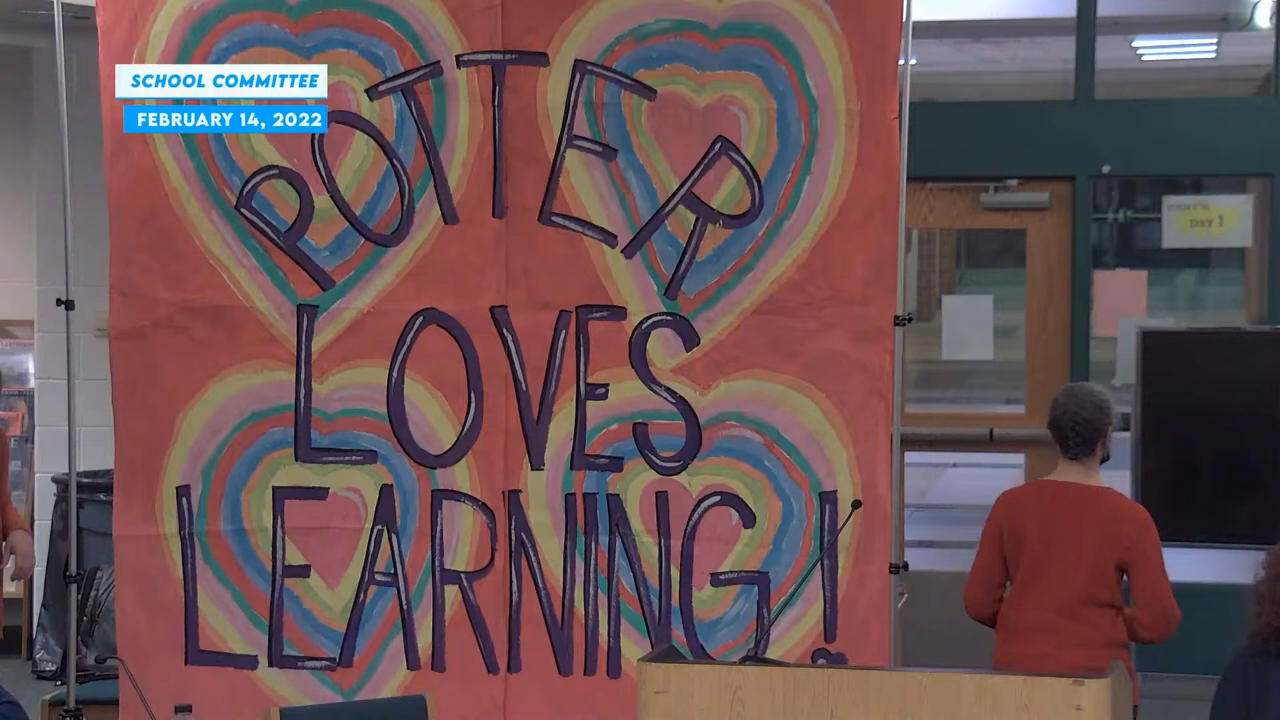 SCHOOL COMMITTEE
FEBRUARY 14, 2022
POTTER
LOVES
LEARNING!
DAY 1